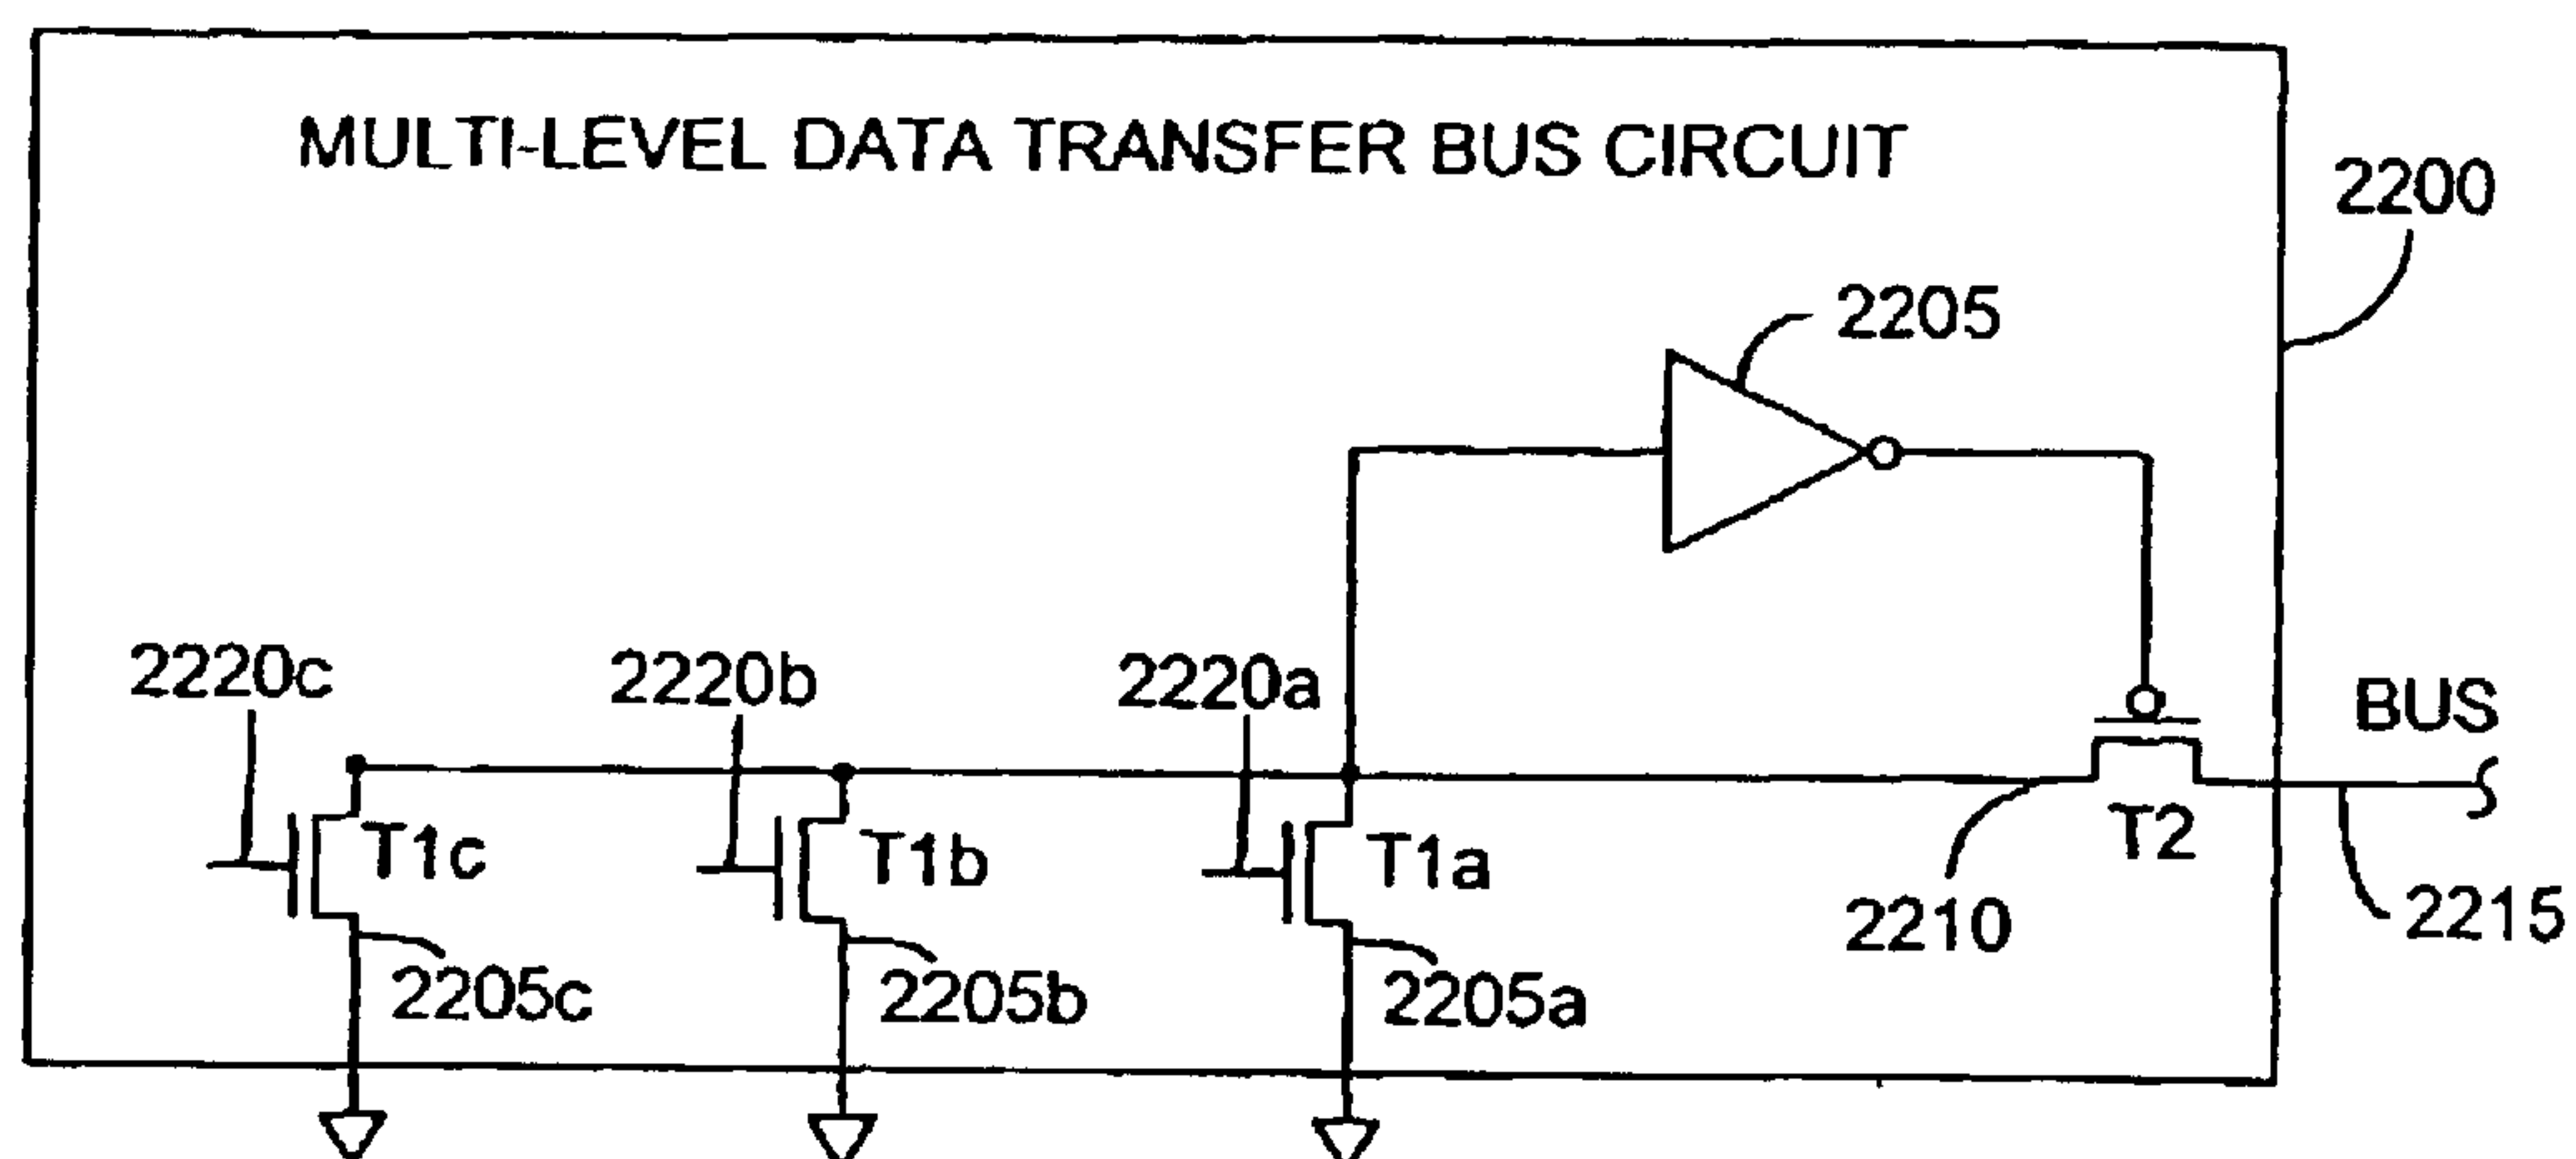 MULTI-LEVEL DATA TRANSFER BUS CIRCUIT
2200
2205
2220c
2220b
2220a
BUS
T1c
T1b
T1a
T2
2210
2215
2205c
2205b
2205a